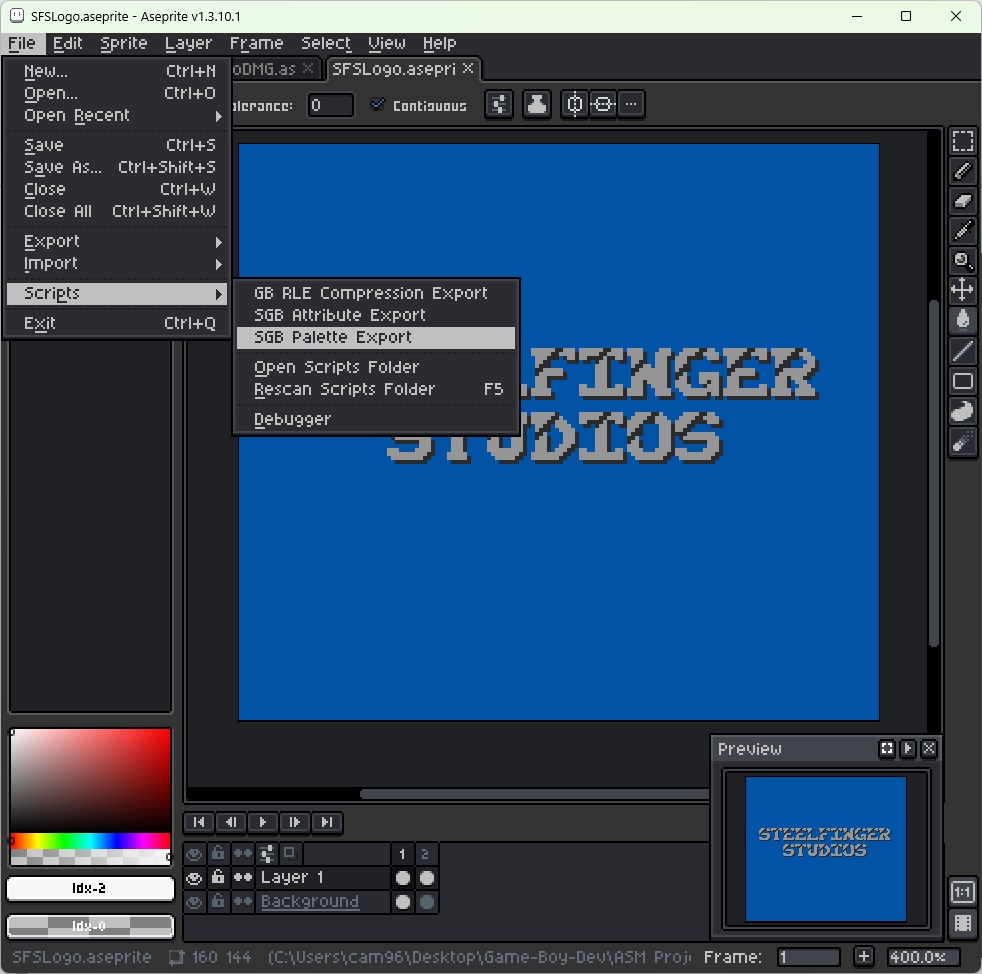 SFSLogo.aseprite - Aseprite v1.3.10.1
File Edit Sprite Layer Frame Select View Help
oDMG.as SFSLogo.asepri
New... Ctrl+N
Open... Ctrl+O
Open Recent
olerance: 0 Contiguous
Save Ctrl+S
Save As... Ctrl+Shift+S
Close Ctrl+W
Close All Ctrl+Shift+W
Export
Import
Scripts
Exit Ctrl+Q
GB RLE Compression Export
SGB Attribute Export
SGB Palette Export
Open Scripts Folder
Rescan Scripts Folder F5
Debugger
LFINGER
STUDIOS
Preview
STEELFINGER
STUDIOS
1 2
Layer 1
Background
Idx-2
Idx-0
1:1
SFSLogo.aseprite 160 144 (C:\Users\cam96\Desktop\Game-Boy-Dev\ASM Proj Frame: 1 + 400.0%